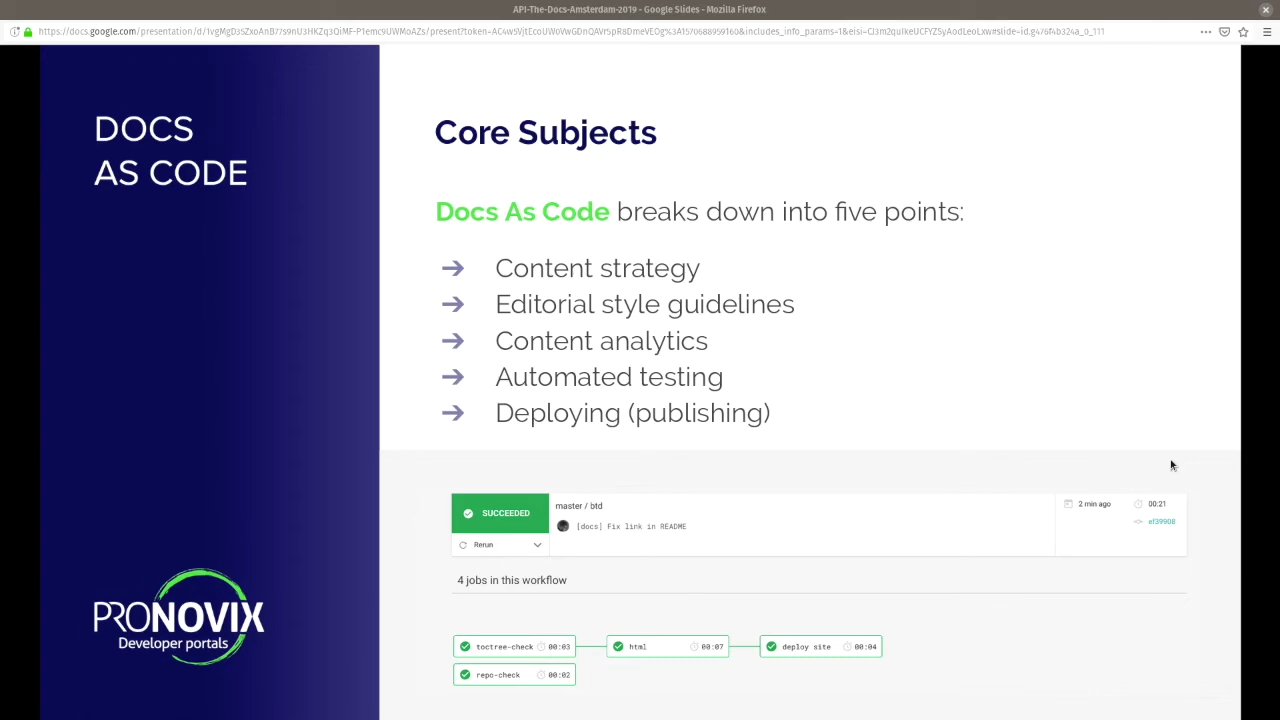 API-The-Docs-Amsterdam-2019 - Google Slides - Mozilla Firefox
DOCS
AS CODE
Core Subjects
Docs As Code breaks down into five points:
➔ Content strategy
➔ Editorial style guidelines
➔ Content analytics
➔ Automated testing
➔ Deploying (publishing)
SUCCEEDED
master / btd
2 min ago
00:21
[docs] Fix link in README
ef39908
Rerun
4 jobs in this workflow
toctree-check 00:03
html 00:07
deploy site 00:04
repo-check 00:02
PRONOVIX
Developer portals